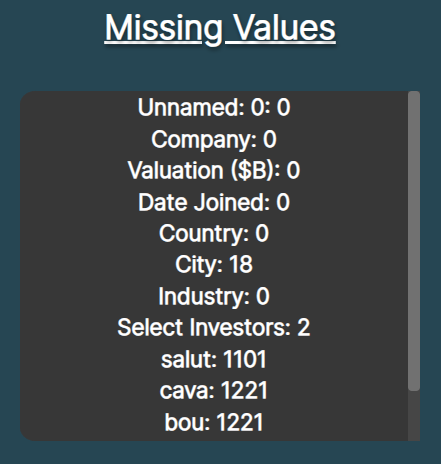 Missing Values
Unnamed: 0: 0
Company: 0
Valuation ($B): 0
Date Joined: 0
Country: 0
City: 18
Industry: 0
Select Investors: 2
salut: 1101
cava: 1221
bou: 1221